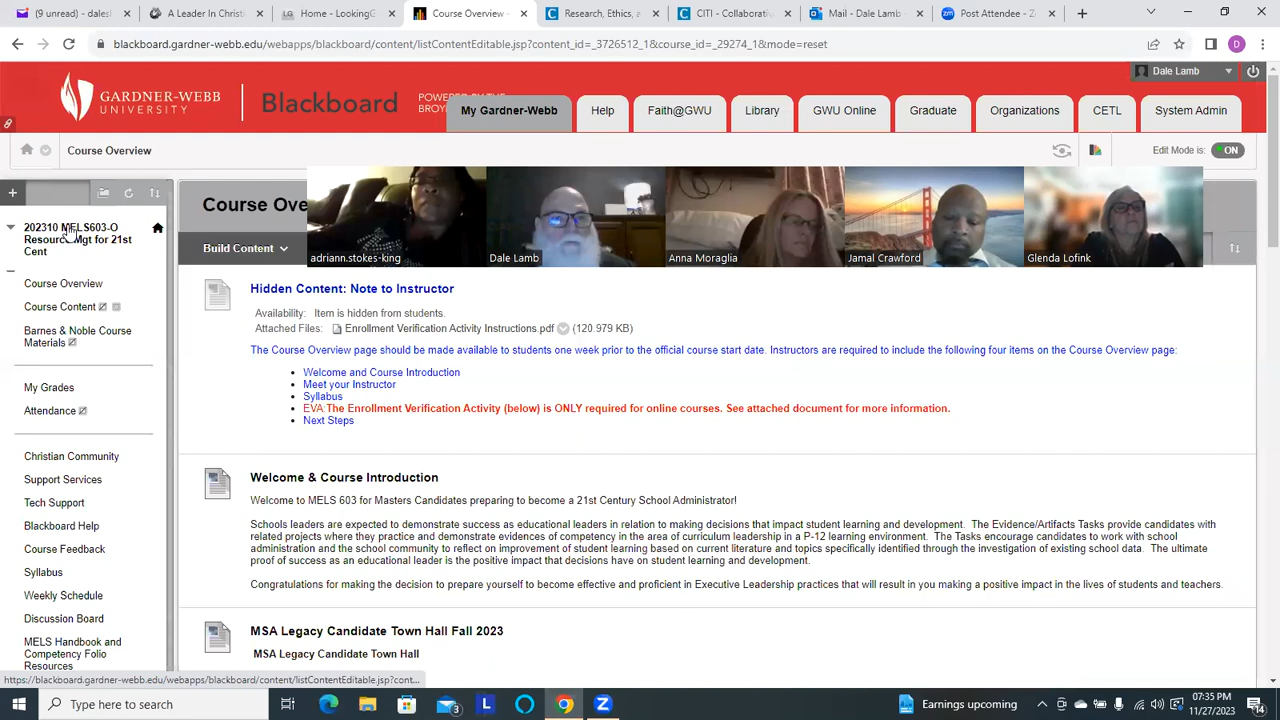 (9 unread) - dales!
A Leader In Christi
Home - LookingG
Course Overview –
Research, Ethics, a
CITI - Collaborativ
Mail - Dale Lamb
Post Attendee - Z
blackboard.gardner-webb.edu/webapps/blackboard/content/listContentEditable.jsp?content_id=_3726512_1&course_id=_29274_1&mode=reset
D
Dale Lamb
GARDNER-WEBB
UNIVERSITY
Blackboard
POWERED BY THE
BROY
My Gardner-Webb
Help
Faith@GWU
Library
GWU Online
Graduate
Organizations
CETL
System Admin
Course Overview
Edit Mode is:
ON
202310 MELS603-O
Resource Mgt for 21st
Cent
Course Overview
Course Content
Barnes & Noble Course
Materials
My Grades
Attendance
Christian Community
Support Services
Tech Support
Blackboard Help
Course Feedback
Syllabus
Weekly Schedule
Discussion Board
MELS Handbook and
Competency Folio
Resources
Course Ove
Build Content
adriann.stokes-king
Dale Lamb
Anna Moraglia
Jamal Crawford
Glenda Lofink
Hidden Content: Note to Instructor
Availability: Item is hidden from students.
Attached Files: Enrollment Verification Activity Instructions.pdf (120.979 KB)
The Course Overview page should be made available to students one week prior to the official course start date. Instructors are required to include the following four items on the Course Overview page:
• Welcome and Course Introduction
• Meet your Instructor
• Syllabus
• EVA:The Enrollment Verification Activity (below) is ONLY required for online courses. See attached document for more information.
• Next Steps
Welcome & Course Introduction
Welcome to MELS 603 for Masters Candidates preparing to become a 21st Century School Administrator!
Schools leaders are expected to demonstrate success as educational leaders in relation to making decisions that impact student learning and development. The Evidence/Artifacts Tasks provide candidates with
related projects where they practice and demonstrate evidences of competency in the area of curriculum leadership in a P-12 learning environment. The Tasks encourage candidates to work with school
administration and the school community to reflect on improvement of student learning based on current literature and topics specifically identified through the investigation of existing school data. The ultimate
proof of success as an educational leader is the positive impact that decisions have on student learning and development.
Congratulations for making the decision to prepare yourself to become effective and proficient in Executive Leadership practices that will result in you making a positive impact in the lives of students and teachers.
MSA Legacy Candidate Town Hall Fall 2023
MSA Legacy Candidate Town Hall
https://blackboard.gardner-webb.edu/webapps/blackboard/content/listContentEditable.jsp?cont...
Type here to search
3
L
Earnings upcoming
07:35 PM
11/27/2023
14